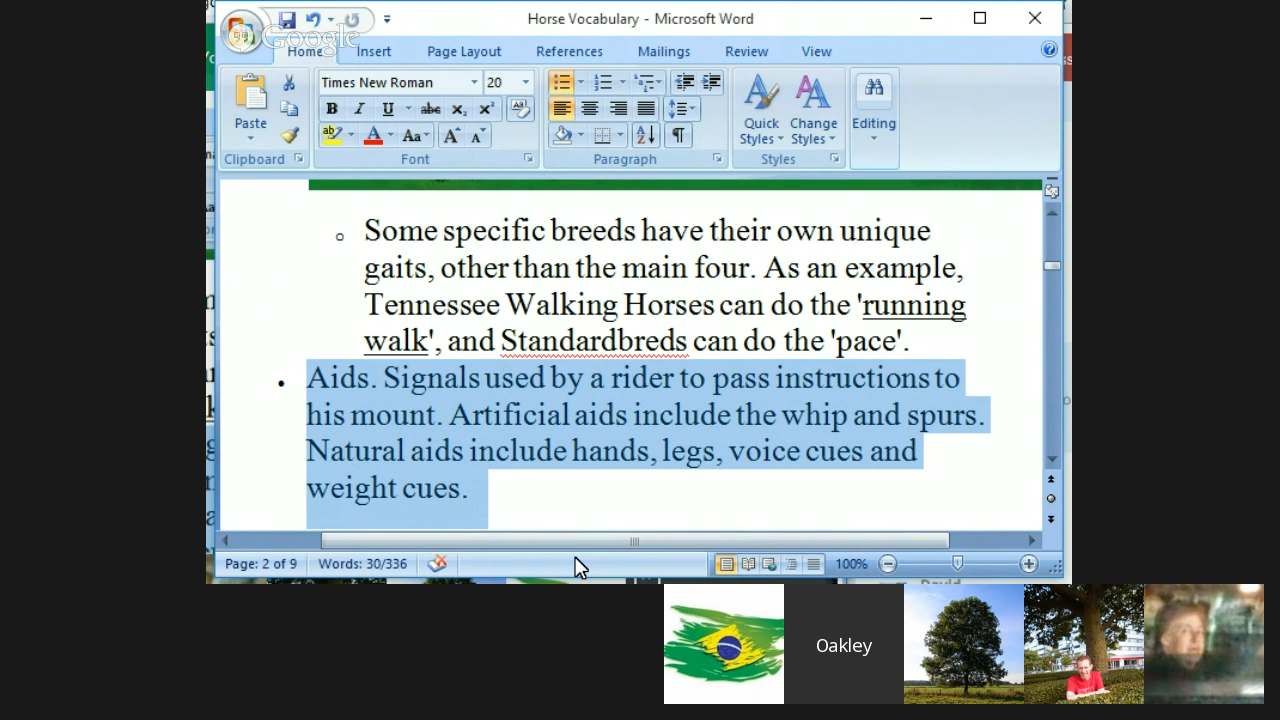 Horse Vocabulary - Microsoft Word
Google
Home Insert Page Layout References Mailings Review View
Times New Roman 20
Paste
Quick Styles
Change Styles
Editing
Clipboard Font Paragraph Styles
Some specific breeds have their own unique
gaits, other than the main four. As an example,
Tennessee Walking Horses can do the 'running
walk', and Standardbreds can do the 'pace'.
Aids. Signals used by a rider to pass instructions to
his mount. Artificial aids include the whip and spurs.
Natural aids include hands, legs, voice cues and
weight cues.
Page: 2 of 9 Words: 30/336 100%
Oakley